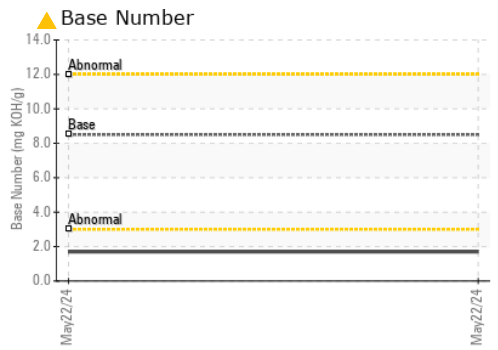 Base Number
14.0
Abnormal
12.0
10.0
Base
8.0
6.0
4.0
Abnormal
2.0
0.0
Base Number (mg KOH/g)
May22/24
May22/24